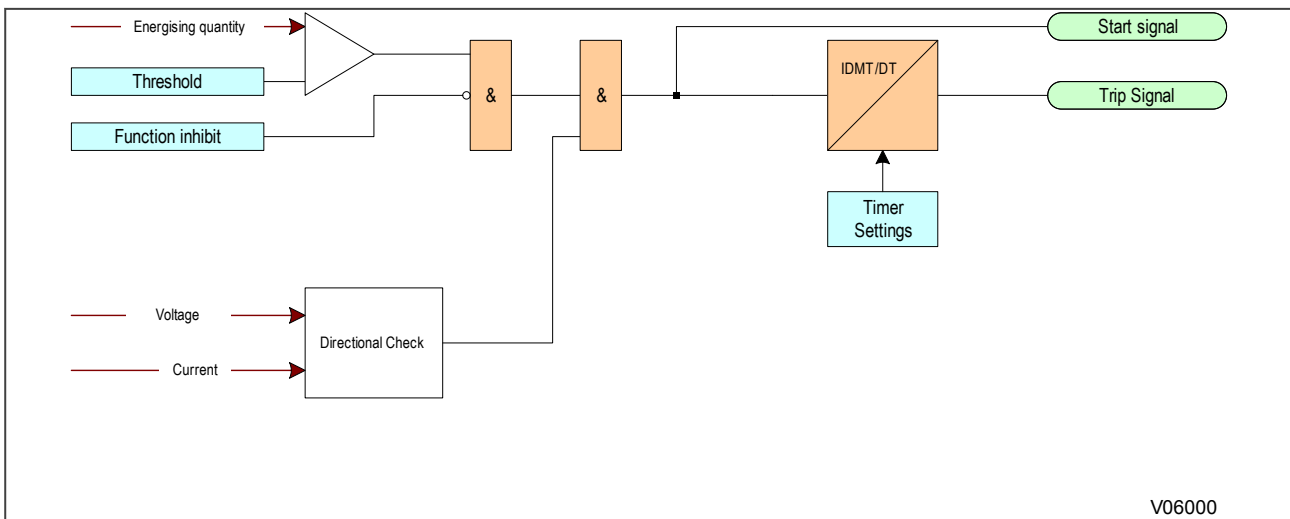 Energising quantity
Start signal
Threshold
IDMT/DT
&
&
Trip Signal
Function inhibit
Timer
Settings
Voltage
Directional Check
Current
V06000